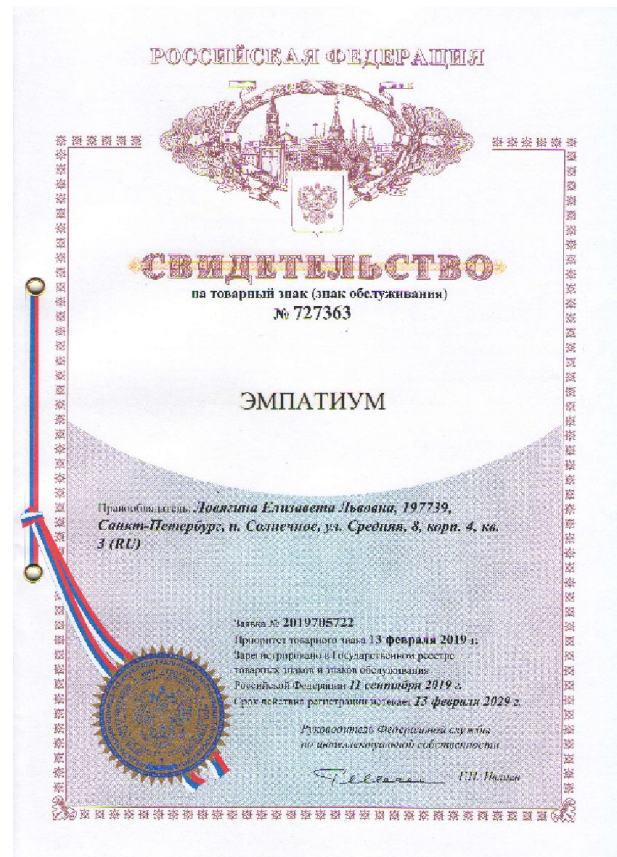 РОССИЙСКАЯ ФЕДЕРАЦИЯ
СВИДЕТЕЛЬСТВО
на товарный знак (знак обслуживания)
№ 727363
ЭМПАТИУМ
Правообладатель: Ловягина Елизавета Львовна, 197739,
Санкт-Петербург, п. Солнечное, ул. Средняя, 8, корп. 4, кв.
3 (RU)
Заявка № 2019705722
Приоритет товарного знака 13 февраля 2019 г.
Зарегистрировано в Государственном реестре
товарных знаков и знаков обслуживания
Российской Федерации 11 сентября 2019 г.
Срок действия регистрации истекает 13 февраля 2029 г.
Руководитель Федеральной службы
по интеллектуальной собственности
Г.П. Ивлиев